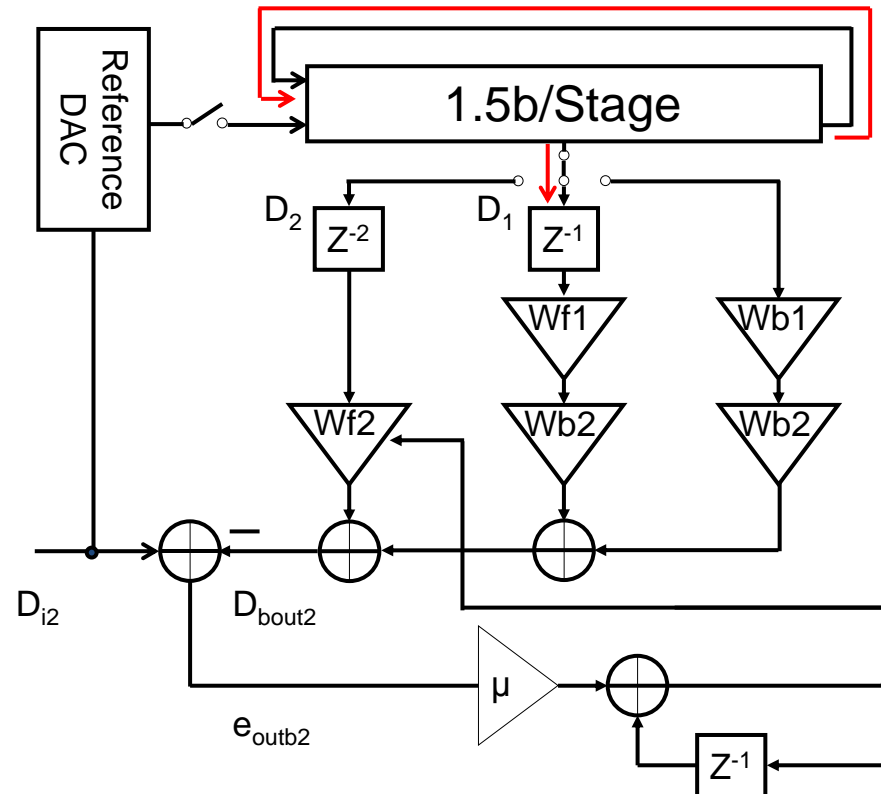 Reference
DAC
1.5b/Stage
D2
Z-2
D1
Z-1
Wf1
Wb1
Wf2
Wb2
Wb2
Di2
Dbout2
µ
eoutb2
Z-1